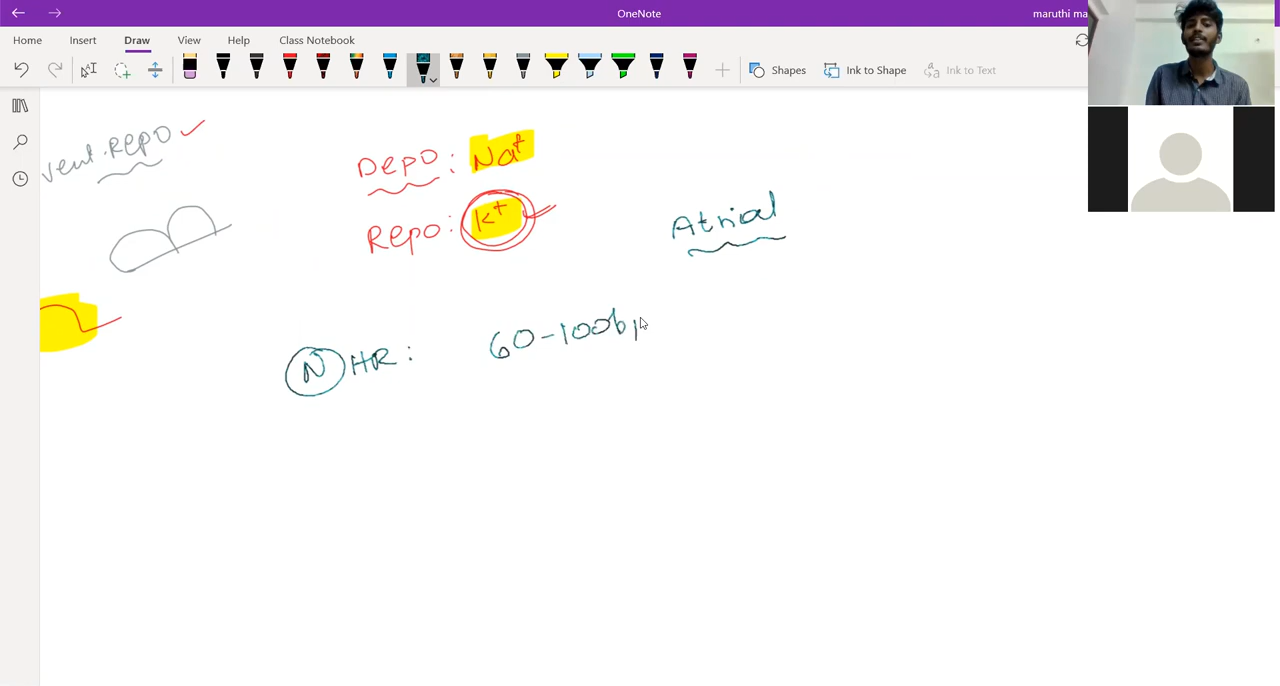 OneNote
maruthi ma
Home Insert Draw View Help Class Notebook
Shapes Ink to Shape Ink to Text
vent. Repo
Depo : Na+
Repo : K+
Atrial
N HR : 60-100bp